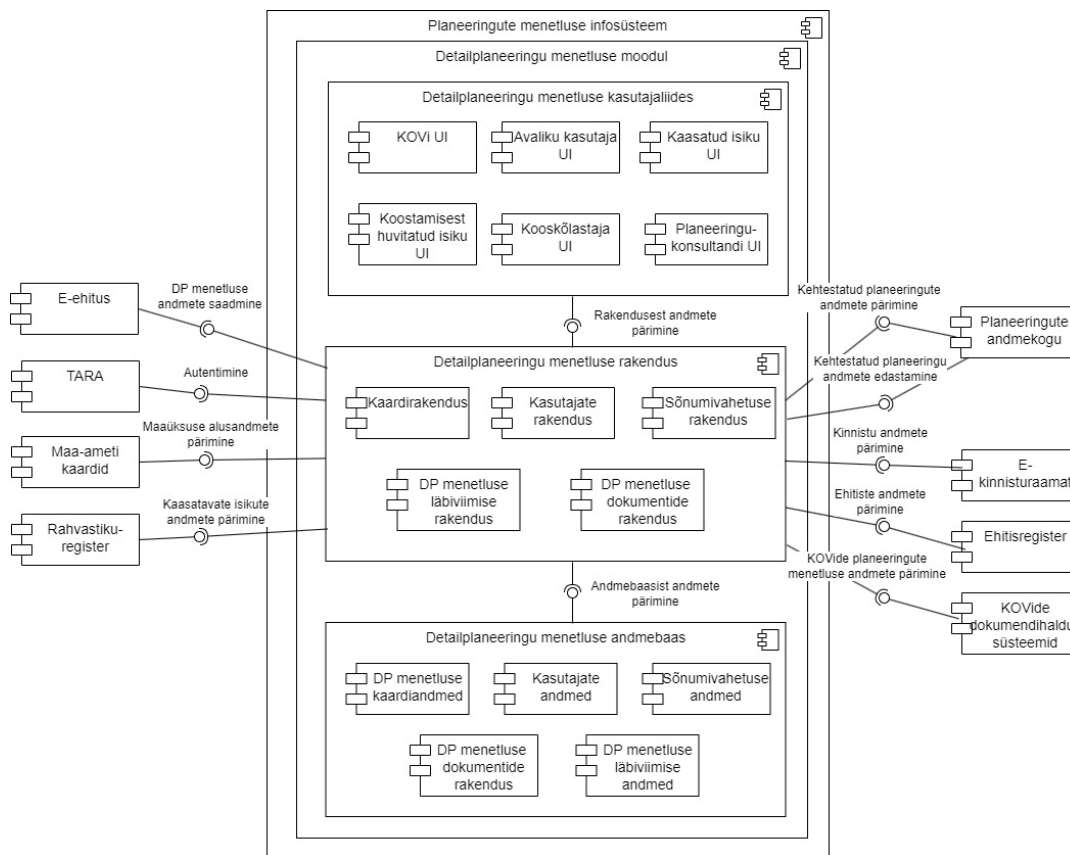 Planeeringute menetluse infosüsteem
Detailplaneeringu menetluse moodul
Detailplaneeringu menetluse kasutajaliides
KOVi UI
Avaliku kasutaja
UI
Kaasatud isiku
UI
Koostamisest
huvitatud isiku
UI
Kooskõlastaja
UI
Planeeringu-
konsultandi UI
E-ehitus
DP menetluse
andmete saadmine
TARA
Autentimine
Maa-ameti
kaardid
Maaüksuse alusandmete
pärimine
Rahvastiku-
register
Kaasatavate isikute
andmete pärimine
Rakendusest andmete
pärimine
Detailplaneeringu menetluse rakendus
Kaardirakendus
Kasutajate
rakendus
Sõnumivahetuse
rakendus
DP menetluse
läbiviimise
rakendus
DP menetluse
dokumentide
rakendus
Kehtestatud planeeringute
andmete pärimine
Planeeringute
andmekogu
Kehtestatud planeeringu
andmete edastamine
Kinnistu andmete
pärimine
E-
kinnisturaamat
Ehitiste andmete
pärimine
Ehitisregister
KOVide planeeringute
menetluse andmete pärimine
KOVide
dokumendihaldu
süsteemid
Andmebaasist andmete
pärimine
Detailplaneeringu menetluse andmebaas
DP menetluse
kaardiandmed
Kasutajate
andmed
Sõnumivahetuse
andmed
DP menetluse
dokumentide
rakendus
DP menetluse
läbiviimise
andmed